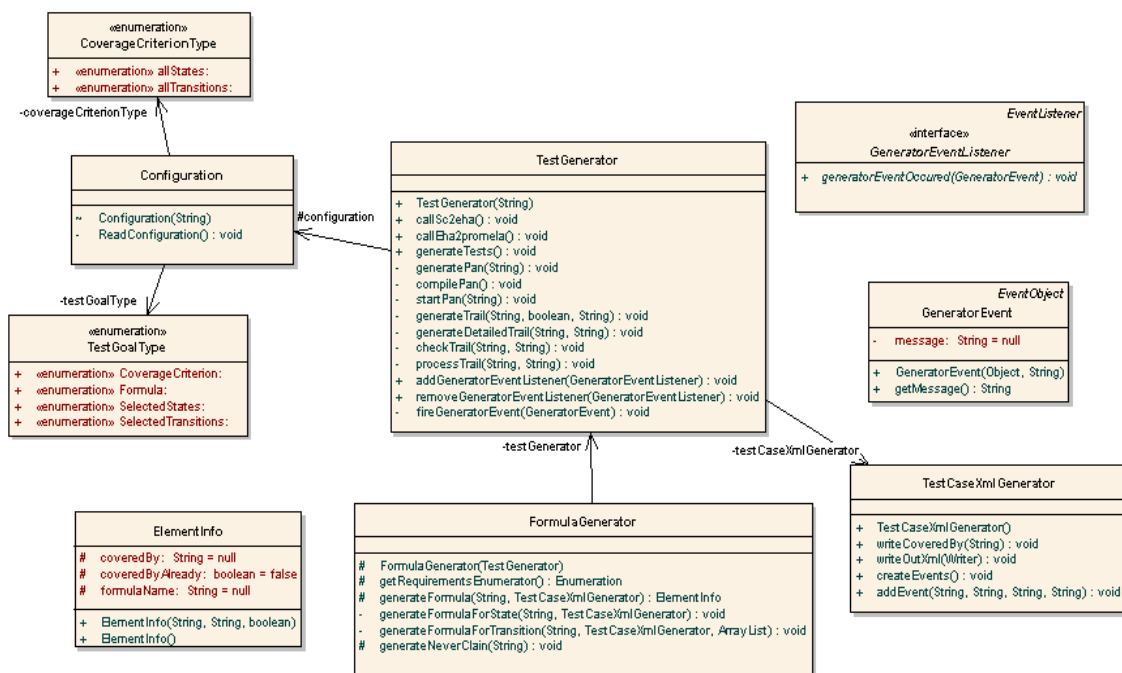 «enumeration»
CoverageCriterionType
+ «enumeration» allStates:
+ «enumeration» allTransitions:
-coverageCriterionType
Configuration
~ Configuration(String)
- ReadConfiguration() : void
#configuration
-testGoalType
«enumeration»
TestGoalType
+ «enumeration» CoverageCriterion:
+ «enumeration» Formula:
+ «enumeration» SelectedStates:
+ «enumeration» SelectedTransitions:
TestGenerator
+ TestGenerator(String)
+ callSc2eha() : void
+ callEha2promela() : void
+ generateTests() : void
- generatePan(String) : void
- compilePan() : void
- startPan(String) : void
- generateTrail(String, boolean, String) : void
- generateDetailedTrail(String, String) : void
- checkTrail(String, String) : void
- processTrail(String, String) : void
+ addGeneratorEventListener(GeneratorEventListener) : void
+ removeGeneratorEventListener(GeneratorEventListener) : void
- fireGeneratorEvent(GeneratorEvent) : void
EventListener
«interface»
GeneratorEventListener
+ generatorEventOccured(GeneratorEvent) : void
EventObject
GeneratorEvent
- message: String = null
+ GeneratorEvent(Object, String)
+ getMessage() : String
-testGenerator
-testCaseXmlGenerator
TestCaseXmlGenerator
+ TestCaseXmlGenerator()
+ writeCoveredBy(String) : void
+ writeOutXml(Writer) : void
+ createEvents() : void
+ addEvent(String, String, String, String) : void
ElementInfo
# coveredBy: String = null
# coveredByAlready: boolean = false
# formulaName: String = null
+ ElementInfo(String, String, boolean)
+ ElementInfo()
FormulaGenerator
# FormulaGenerator(TestGenerator)
# getRequirementsEnumerator() : Enumeration
# generateFormula(String, TestCaseXmlGenerator) : ElementInfo
- generateFormulaForState(String, TestCaseXmlGenerator) : void
- generateFormulaForTransition(String, TestCaseXmlGenerator, ArrayList) : void
# generateNeverClain(String) : void